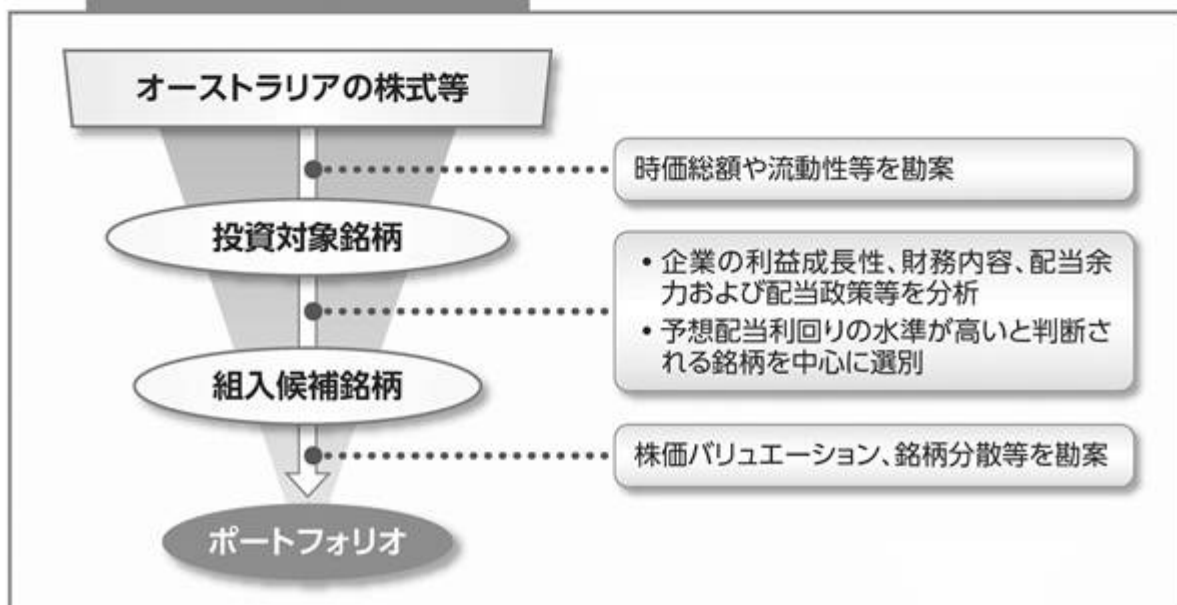 オーストラリアの株式等
時価総額や流動性等を勘案
投資対象銘柄
• 企業の利益成長性、財務内容、配当余
力および配当政策等を分析
• 予想配当利回りの水準が高いと判断さ
れる銘柄を中心に選別
組入候補銘柄
株価バリュエーション、銘柄分散等を勘案
ポートフォリオ